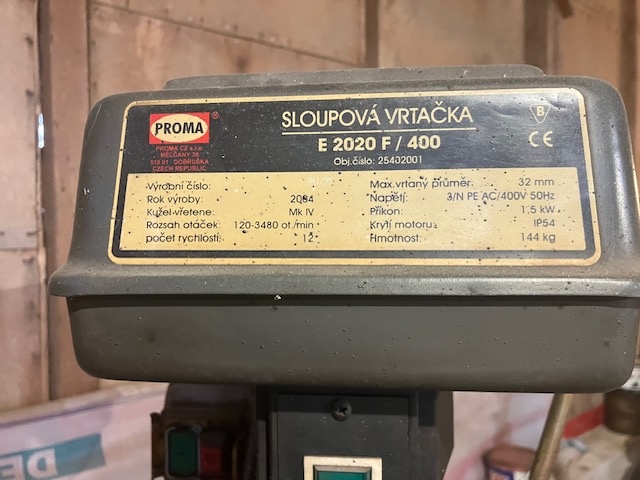 PROMA ®
PROMA CZ s.r.o.
MĚLČANY 38
518 01 DOBRUŠKA
CZECH REPUBLIC
SLOUPOVÁ VRTAČKA
E 2020 F / 400
Obj.číslo: 25402001
B
CE
Výrobní číslo:
Rok výroby: 2004
Kužel vřetene: Mk IV
Rozsah otáček: 120-3480 ot./min
počet rychlostí: 12
Max.vrtaný průměr: 32 mm
Napětí: 3/N PE AC/400V 50Hz
Příkon: 1,5 kW
Krytí motoru: IP54
Hmotnost: 144 kg
DE